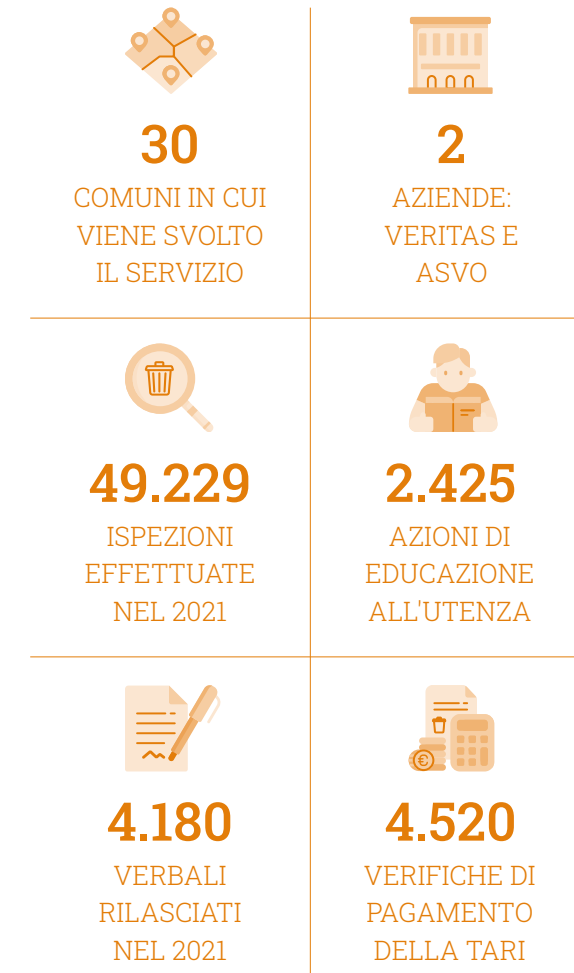 30
COMUNI IN CUI
VIENE SVOLTO
IL SERVIZIO
2
AZIENDE:
VERITAS E
ASVO
49.229
ISPEZIONI
EFFETTUATE
NEL 2021
2.425
AZIONI DI
EDUCAZIONE
ALL'UTENZA
4.180
VERBALI
RILASCIATI
NEL 2021
€
4.520
VERIFICHE DI
PAGAMENTO
DELLA TARI